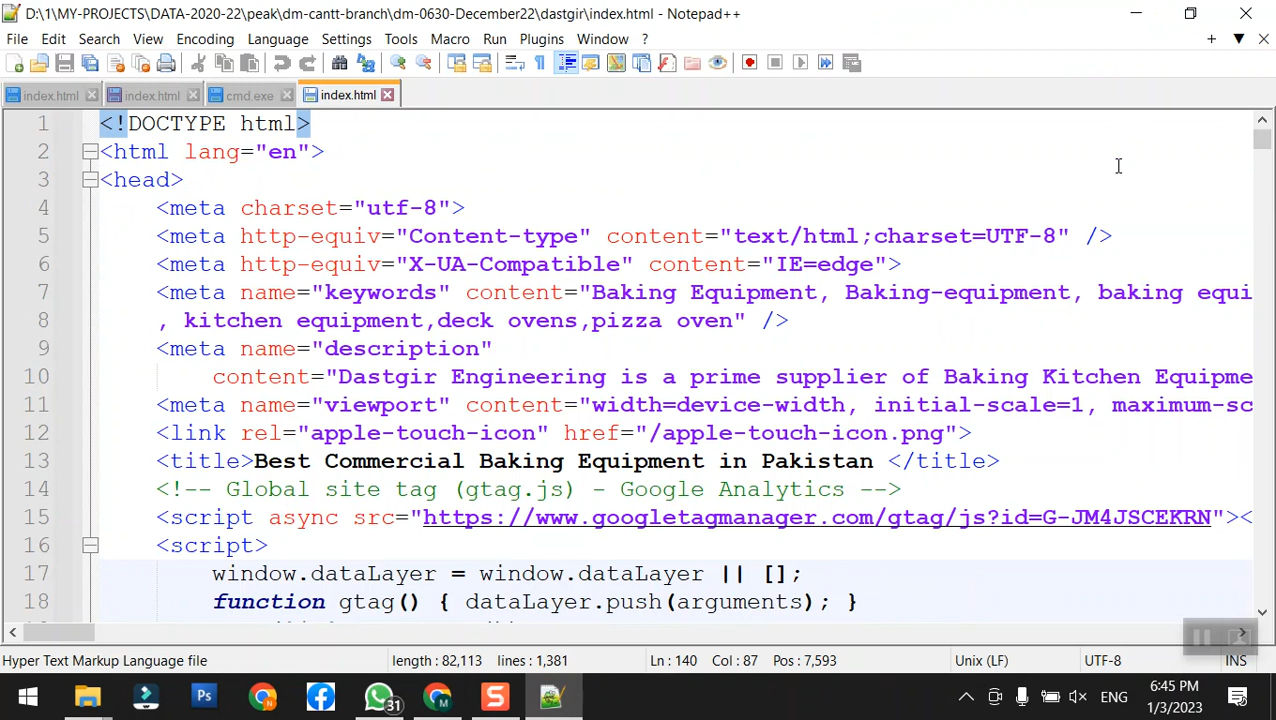 D:\1\MY-PROJECTS\DATA-2020-22\peak\dm-cantt-branch\dm-0630-December22\dastgir\index.html - Notepad++
File Edit Search View Encoding Language Settings Tools Macro Run Plugins Window ?
index.html index.html cmd.exe index.html
1 <!DOCTYPE html>
2 <html lang="en">
3 <head>
4 <meta charset="utf-8">
5 <meta http-equiv="Content-type" content="text/html;charset=UTF-8" />
6 <meta http-equiv="X-UA-Compatible" content="IE=edge">
7 <meta name="keywords" content="Baking Equipment, Baking-equipment, baking equi
8 , kitchen equipment,deck ovens,pizza oven" />
9 <meta name="description"
10 content="Dastgir Engineering is a prime supplier of Baking Kitchen Equipme
11 <meta name="viewport" content="width=device-width, initial-scale=1, maximum-sc
12 <link rel="apple-touch-icon" href="/apple-touch-icon.png">
13 <title>Best Commercial Baking Equipment in Pakistan </title>
14 <!-- Global site tag (gtag.js) - Google Analytics -->
15 <script async src="https://www.googletagmanager.com/gtag/js?id=G-JM4JSCEKRN"><
16 <script>
17 window.dataLayer = window.dataLayer || [];
18 function gtag() { dataLayer.push(arguments); }
Hyper Text Markup Language file length : 82,113 lines : 1,381 Ln : 140 Col : 87 Pos : 7,593 Unix (LF) UTF-8 INS
Ps 31 M S ENG 6:45 PM
1/3/2023